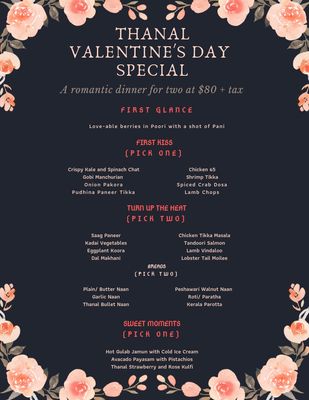 THANAL
VALENTINE'S DAY
SPECIAL
A romantic dinner for two at $80 + tax
FIRST GLANCE
Love-able berries in Poori with a shot of Pani
FIRST KISS
(PICK ONE)
Crispy Kale and Spinach Chat
Gobi Manchurian
Onion Pakora
Pudhina Paneer Tikka
Chicken 65
Shrimp Tikka
Spiced Crab Dosa
Lamb Chops
TURN UP THE HEAT
(PICK TWO)
Saag Paneer
Kadai Vegetables
Eggplant Koora
Dal Makhani
Chicken Tikka Masala
Tandoori Salmon
Lamb Vindaloo
Lobster Tail Moilee
BREADS
(PICK TWO)
Plain/ Butter Naan
Garlic Naan
Thanal Bullet Naan
Peshawari Walnut Naan
Roti/ Paratha
Kerala Parotta
SWEET MOMENTS
(PICK ONE)
Hot Gulab Jamun with Cold Ice Cream
Avacado Payasam with Pistachios
Thanal Strawberry and Rose Kulfi